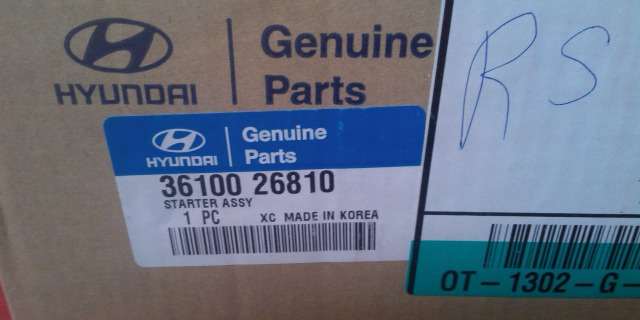 HYUNDAI
Genuine
Parts
HYUNDAI
Genuine
Parts
36100 26810
STARTER ASSY
1 PC XC MADE IN KOREA
RS
OT-1302-G-